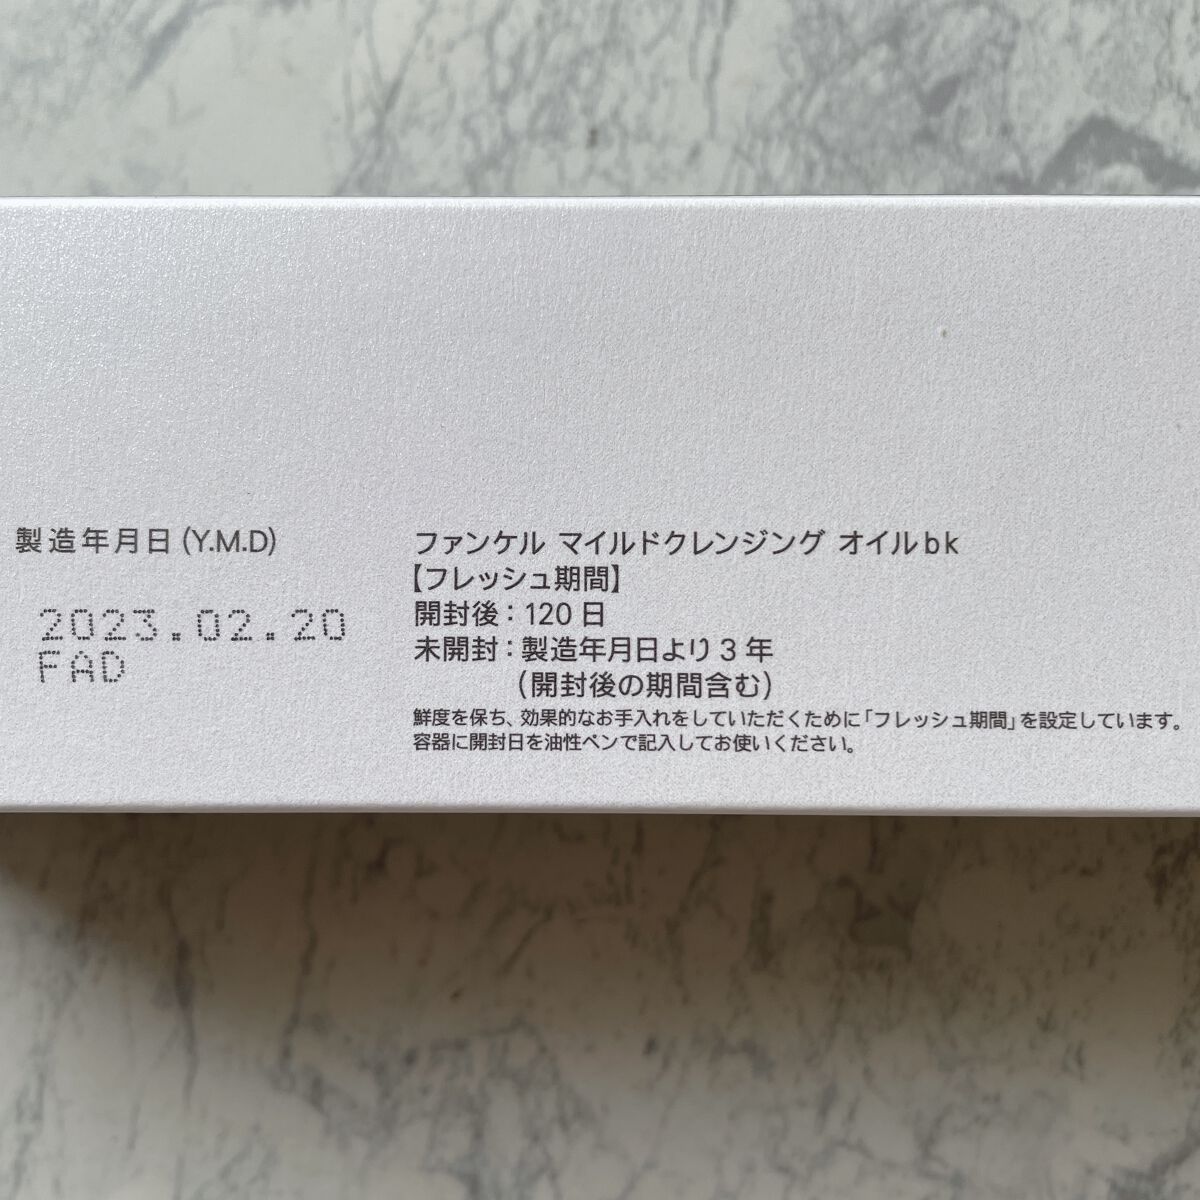 製造年月日(Y.M.D)
2023.02.20
FAD
ファンケル マイルドクレンジング オイルbk
【フレッシュ期間】
開封後：120日
未開封：製造年月日より3年
（開封後の期間含む）
鮮度を保ち、効果的なお手入れをしていただくために「フレッシュ期間」を設定しています。
容器に開封日を油性ペンで記入してお使いください。